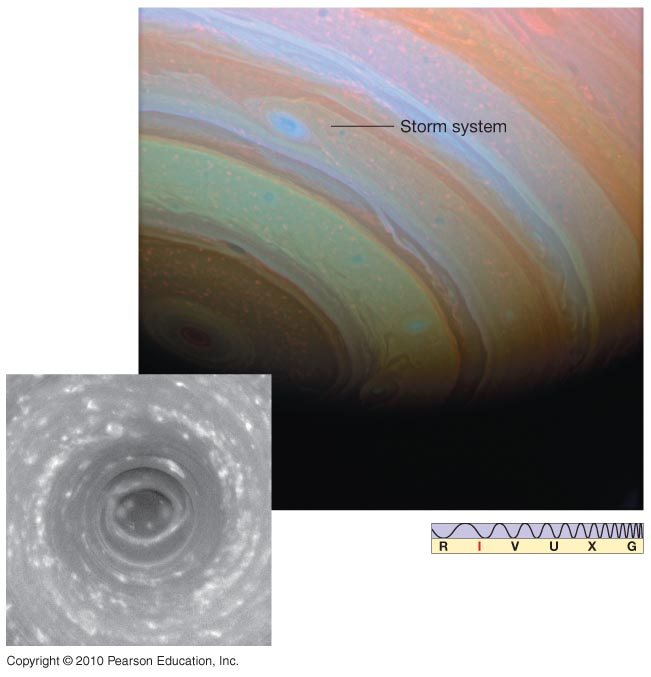 Storm system
R I V U X G
Copyright © 2010 Pearson Education, Inc.